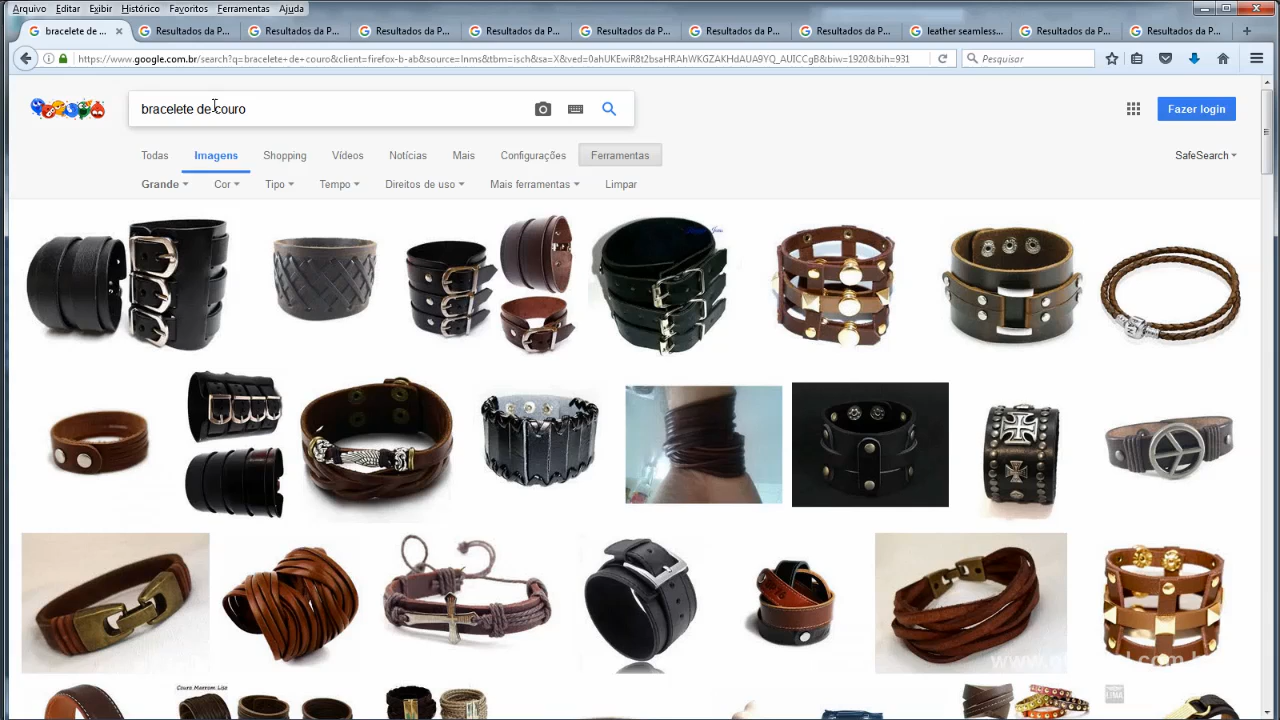 Arquivo Editar Exibir Histórico Favoritos Ferramentas Ajuda
bracelete de ... Resultados da P... Resultados da P... Resultados da P... Resultados da P... Resultados da P... Resultados da P... Resultados da P... leather seamless... Resultados da P... Resultados da P...
https://www.google.com.br/search?q=bracelete+de+couro&client=firefox-b-ab&source=lnms&tbm=isch&sa=X&ved=0ahUKEwiR8t2bsaHRAhWKGZAKHdAUA9YQ_AUICCgB&biw=1920&bih=931 Pesquisar
bracelete de couro
Fazer login
Todas Imagens Shopping Vídeos Notícias Mais Configurações Ferramentas SafeSearch
Grande Cor Tipo Tempo Direitos de uso Mais ferramentas Limpar
Couro Marrom Liso